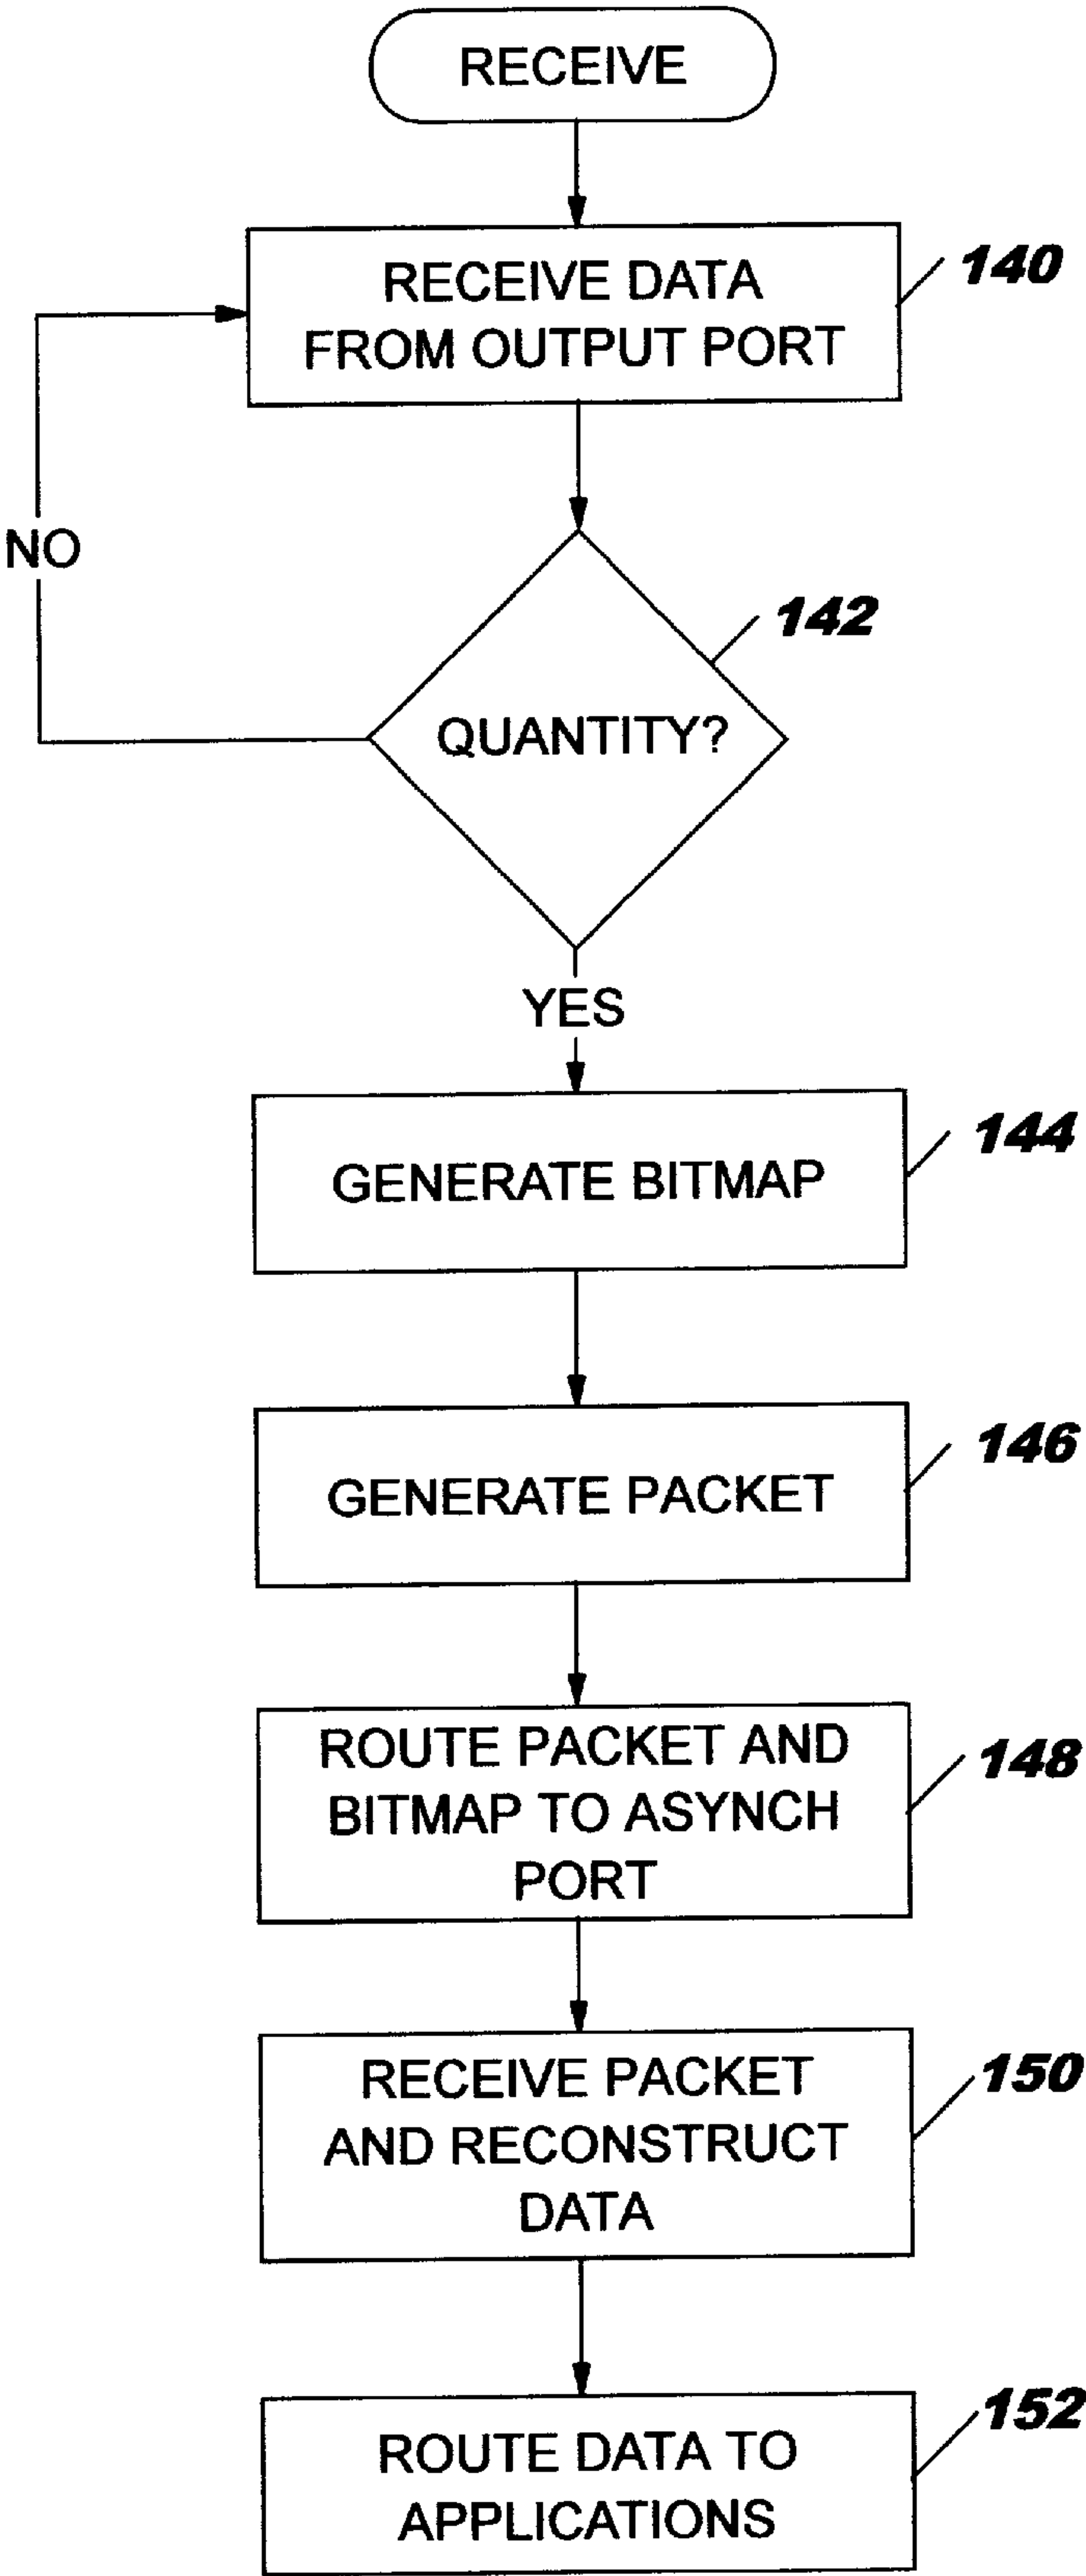 RECEIVE
RECEIVE DATA
FROM OUTPUT PORT
140
NO
142
QUANTITY?
YES
144
GENERATE BITMAP
146
GENERATE PACKET
ROUTE PACKET AND
BITMAP TO ASYNCH
PORT
148
RECEIVE PACKET
AND RECONSTRUCT
DATA
150
152
ROUTE DATA TO
APPLICATIONS